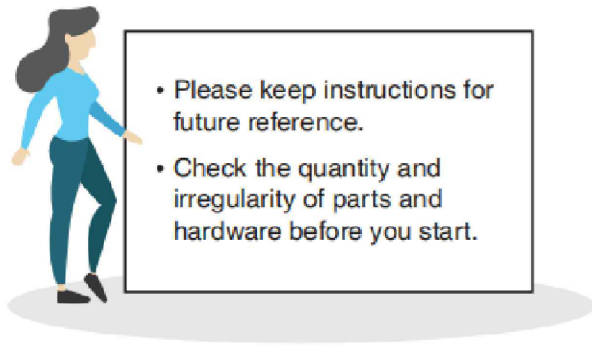 • Please keep instructions for
future reference.
• Check the quantity and
irregularity of parts and
hardware before you start.